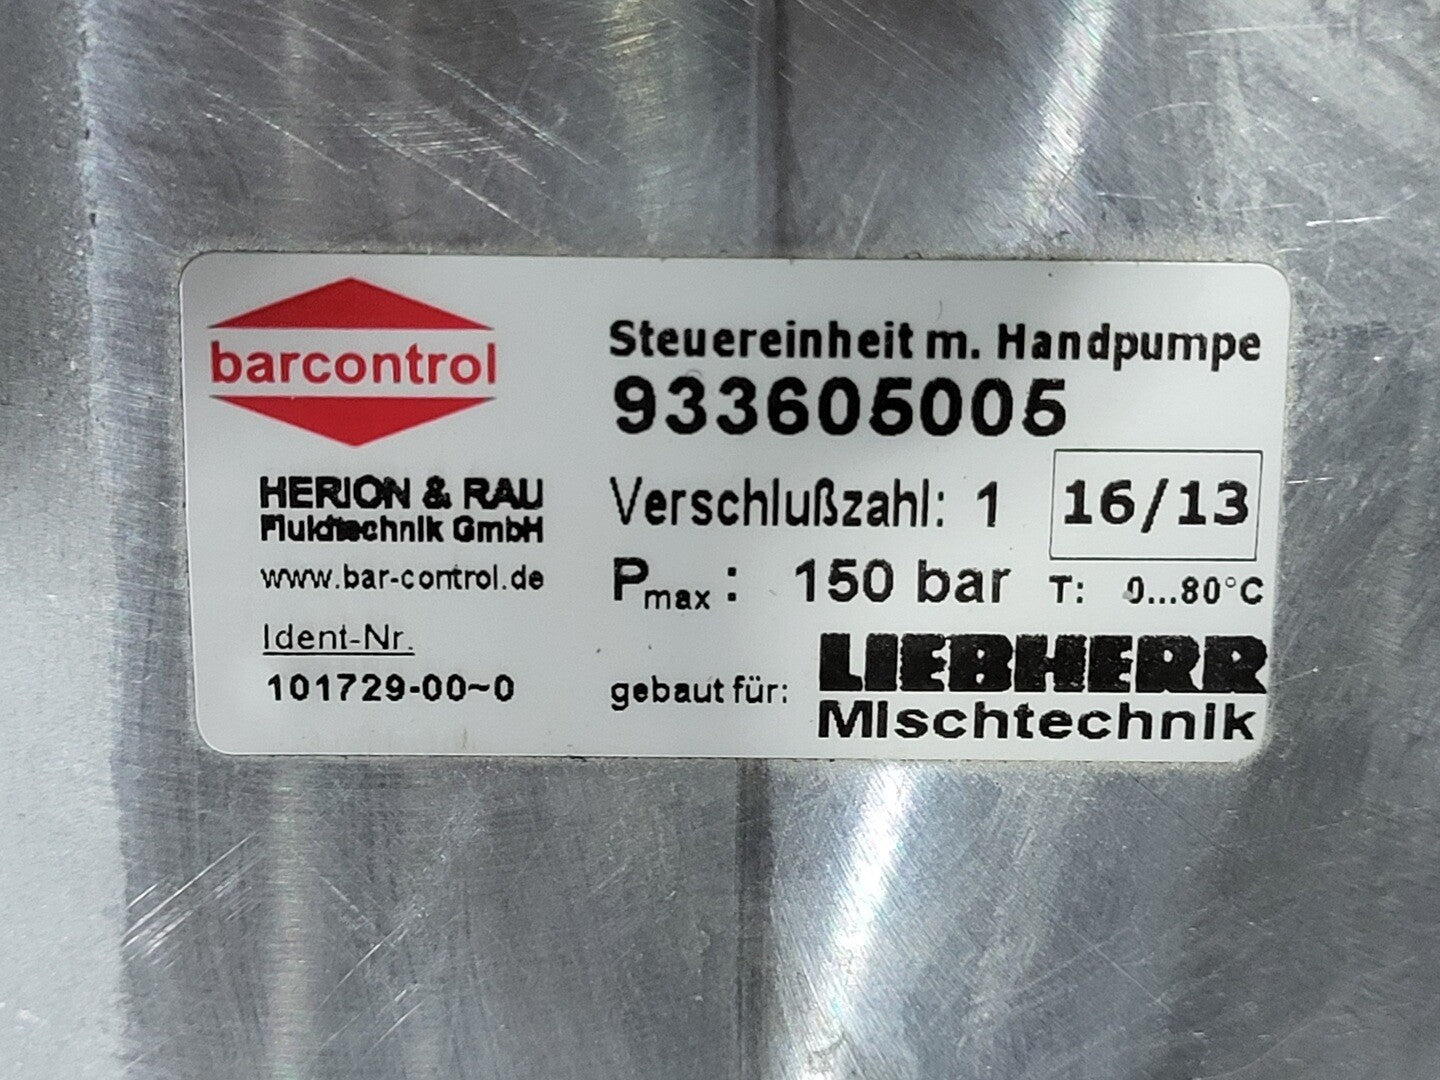 barcontrol
HERION & RAU
Fluidtechnik GmbH
www.bar-control.de
Ident-Nr.
101729-00~0
Steuereinheit m. Handpumpe
933605005
Verschlußzahl: 1
16/13
Pmax : 150 bar
T: 0...80°C
gebaut für:
LIEBHERR
Mischtechnik